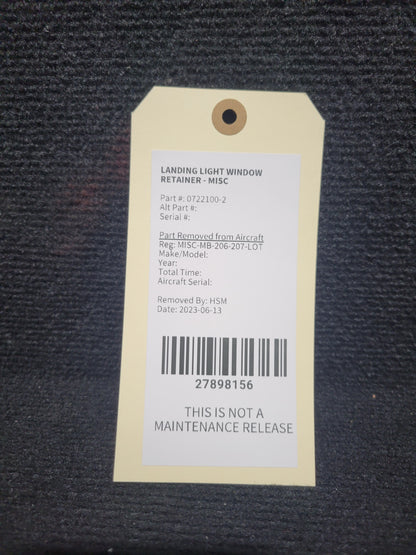 LANDING LIGHT WINDOW
RETAINER - MISC
Part #: 0722100-2
Alt Part #:
Serial #:
Part Removed from Aircraft
Reg: MISC-MB-206-207-LOT
Make/Model:
Year:
Total Time:
Aircraft Serial:
Removed By: HSM
Date: 2023-06-13
27898156
THIS IS NOT A
MAINTENANCE RELEASE